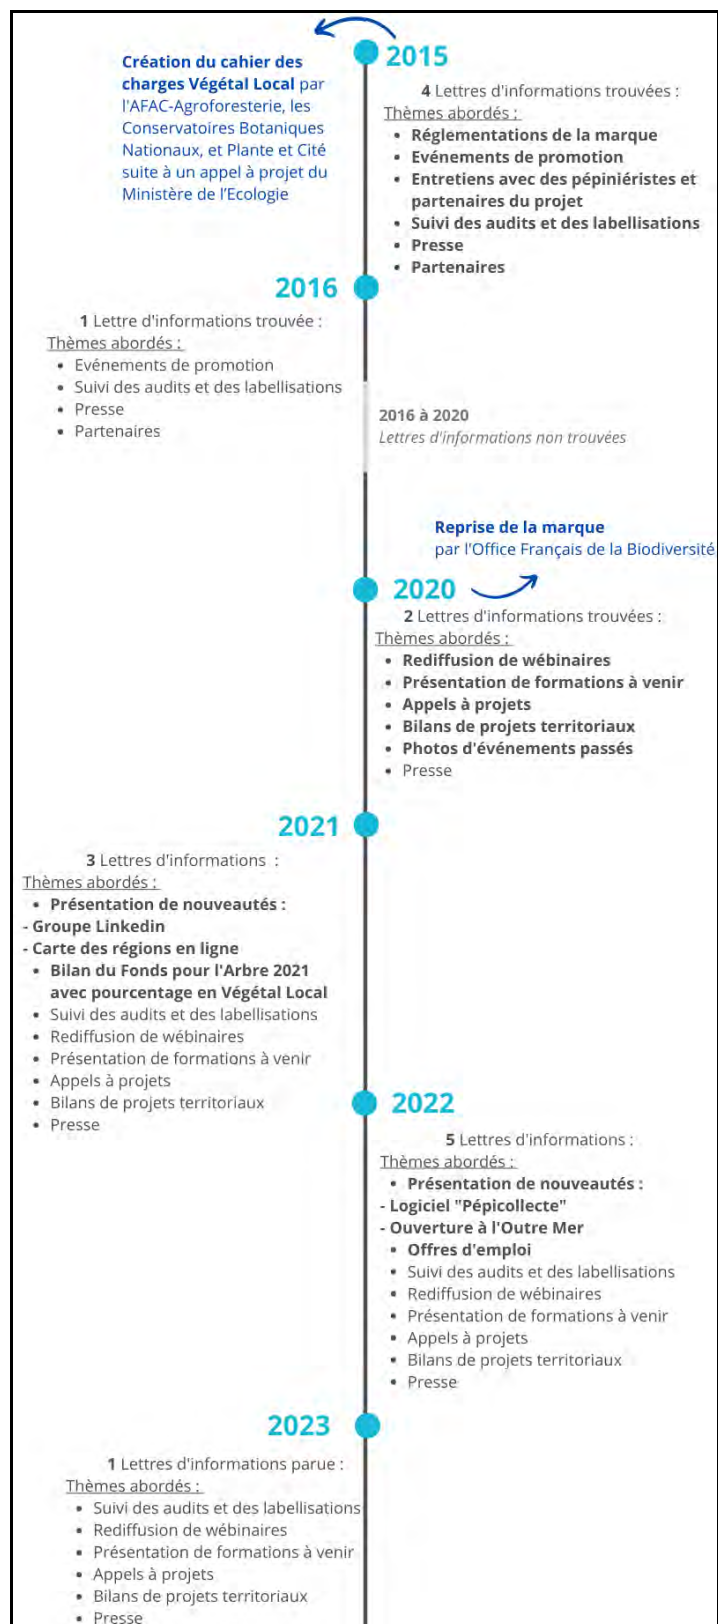 2015
Création du cahier des
charges Végétal Local par
l'AFAC-Agroforesterie, les
Conservatoires Botaniques
Nationaux, et Plante et Cité
suite à un appel à projet du
Ministère de l'Ecologie
4 Lettres d'informations trouvées :
Thèmes abordés :
• Réglementations de la marque
• Evénements de promotion
• Entretiens avec des pépiniéristes et
partenaires du projet
• Suivi des audits et des labellisations
• Presse
• Partenaires
2016
1 Lettre d'informations trouvée :
Thèmes abordés :
• Evénements de promotion
• Suivi des audits et des labellisations
• Presse
• Partenaires
2016 à 2020
Lettres d'informations non trouvées
Reprise de la marque
par l'Office Français de la Biodiversité
2020
2 Lettres d'informations trouvées :
Thèmes abordés :
• Rediffusion de wébinaires
• Présentation de formations à venir
• Appels à projets
• Bilans de projets territoriaux
• Photos d'événements passés
• Presse
2021
3 Lettres d'informations :
Thèmes abordés :
• Présentation de nouveautés :
- Groupe Linkedin
- Carte des régions en ligne
• Bilan du Fonds pour l'Arbre 2021
avec pourcentage en Végétal Local
• Suivi des audits et des labellisations
• Rediffusion de wébinaires
• Présentation de formations à venir
• Appels à projets
• Bilans de projets territoriaux
• Presse
2022
5 Lettres d'informations :
Thèmes abordés :
• Présentation de nouveautés :
- Logiciel "Pépicollecte"
- Ouverture à l'Outre Mer
• Offres d'emploi
• Suivi des audits et des labellisations
• Rediffusion de wébinaires
• Présentation de formations à venir
• Appels à projets
• Bilans de projets territoriaux
• Presse
2023
1 Lettres d'informations parue :
Thèmes abordés :
• Suivi des audits et des labellisations
• Rediffusion de wébinaires
• Présentation de formations à venir
• Appels à projets
• Bilans de projets territoriaux
• Presse